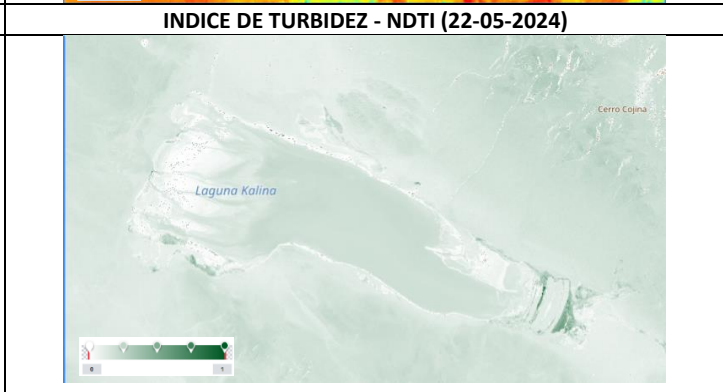 INDICE DE TURBIDEZ - NDTI (22-05-2024)
Cerro Cojina
Laguna Kalina
0 1